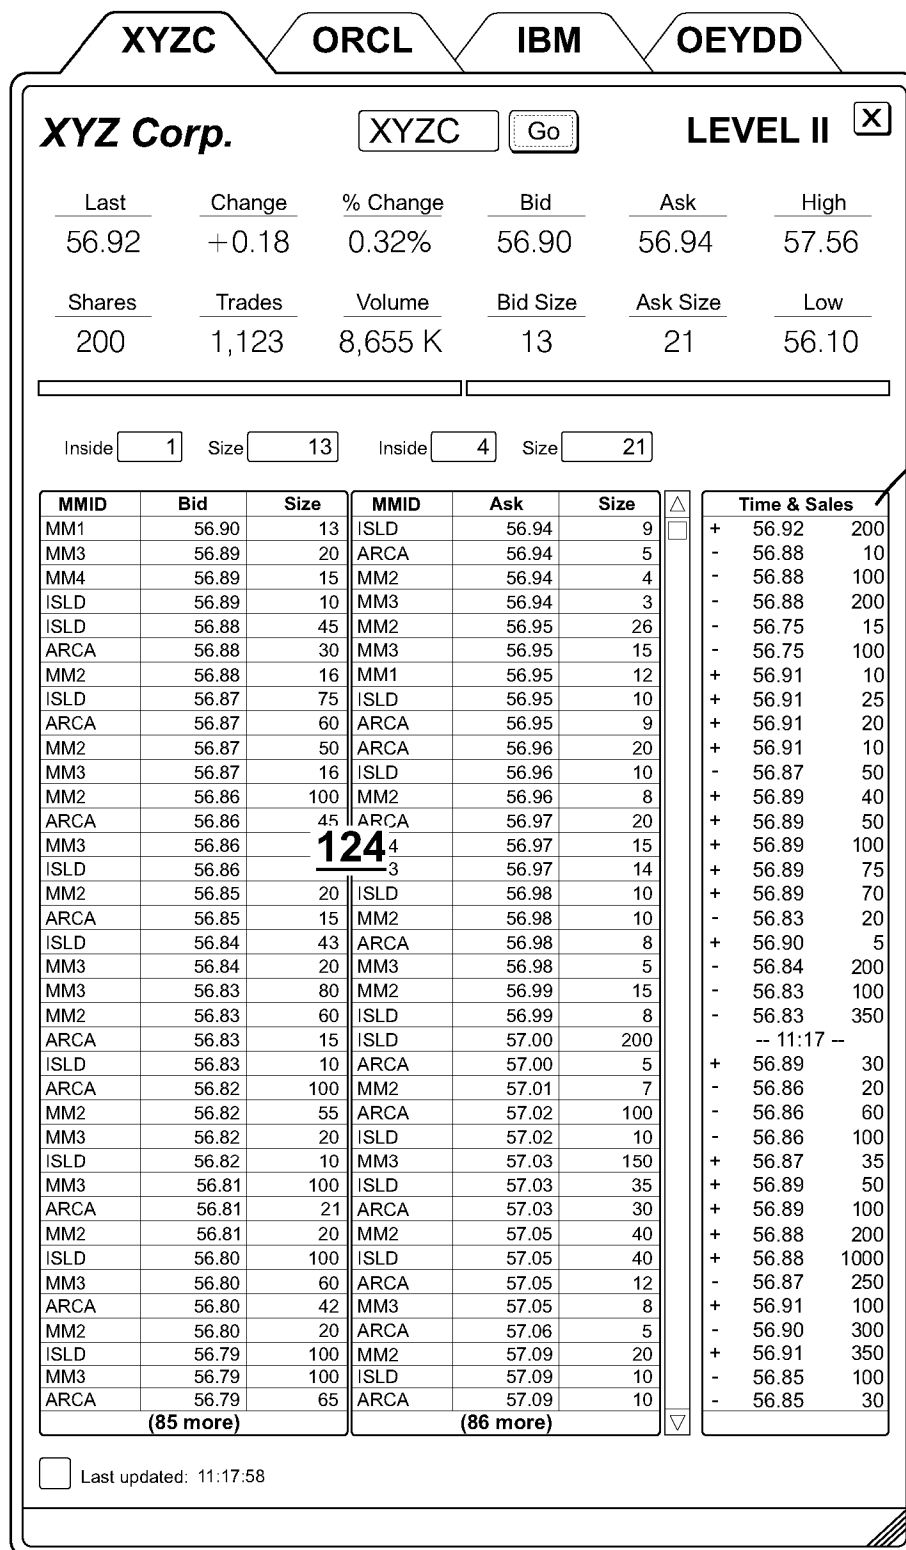 XYZC ORCL IBM OEYDD
XYZ Corp. XYZC Go LEVEL II X
Last Change % Change Bid Ask High
56.92 +0.18 0.32% 56.90 56.94 57.56
Shares Trades Volume Bid Size Ask Size Low
200 1,123 8,655 K 13 21 56.10
Inside 1 Size 13 Inside 4 Size 21
MMID Bid Size MMID Ask Size Time & Sales
MM1 56.90 13 ISLD 56.94 9 + 56.92 200
MM3 56.89 20 ARCA 56.94 5 - 56.88 10
MM4 56.89 15 MM2 56.94 4 - 56.88 100
ISLD 56.89 10 MM3 56.94 3 - 56.88 200
ISLD 56.88 45 MM2 56.95 26 - 56.75 15
ARCA 56.88 30 MM3 56.95 15 - 56.75 100
MM2 56.88 16 MM1 56.95 12 + 56.91 10
ISLD 56.87 75 ISLD 56.95 10 + 56.91 25
ARCA 56.87 60 ARCA 56.95 9 + 56.91 20
MM2 56.87 50 ARCA 56.96 20 + 56.91 10
MM3 56.87 16 ISLD 56.96 10 - 56.87 50
MM2 56.86 100 MM2 56.96 8 + 56.89 40
ARCA 56.86 45 ARCA 56.97 20 + 56.89 50
MM3 56.86 124 4 56.97 15 + 56.89 100
ISLD 56.86 3 56.97 14 + 56.89 75
MM2 56.85 20 ISLD 56.98 10 + 56.89 70
ARCA 56.85 15 MM2 56.98 10 - 56.83 20
ISLD 56.84 43 ARCA 56.98 8 + 56.90 5
MM3 56.84 20 MM3 56.98 5 - 56.84 200
MM3 56.83 80 MM2 56.99 15 - 56.83 100
MM2 56.83 60 ISLD 56.99 8 - 56.83 350
ARCA 56.83 15 ISLD 57.00 200 -- 11:17 --
ISLD 56.83 10 ARCA 57.00 5 + 56.89 30
ARCA 56.82 100 MM2 57.01 7 - 56.86 20
MM2 56.82 55 ARCA 57.02 100 - 56.86 60
MM3 56.82 20 ISLD 57.02 10 - 56.86 100
ISLD 56.82 10 MM3 57.03 150 + 56.87 35
MM3 56.81 100 ISLD 57.03 35 + 56.89 50
ARCA 56.81 21 ARCA 57.03 30 + 56.89 100
MM2 56.81 20 MM2 57.05 40 + 56.88 200
ISLD 56.80 100 ISLD 57.05 40 + 56.88 1000
MM3 56.80 60 ARCA 57.05 12 - 56.87 250
ARCA 56.80 42 MM3 57.05 8 + 56.91 100
MM2 56.80 20 ARCA 57.06 5 - 56.90 300
ISLD 56.79 100 MM2 57.09 20 + 56.91 350
MM3 56.79 100 ISLD 57.09 10 - 56.85 100
ARCA 56.79 65 ARCA 57.09 10 - 56.85 30
(85 more) (86 more)
Last updated: 11:17:58